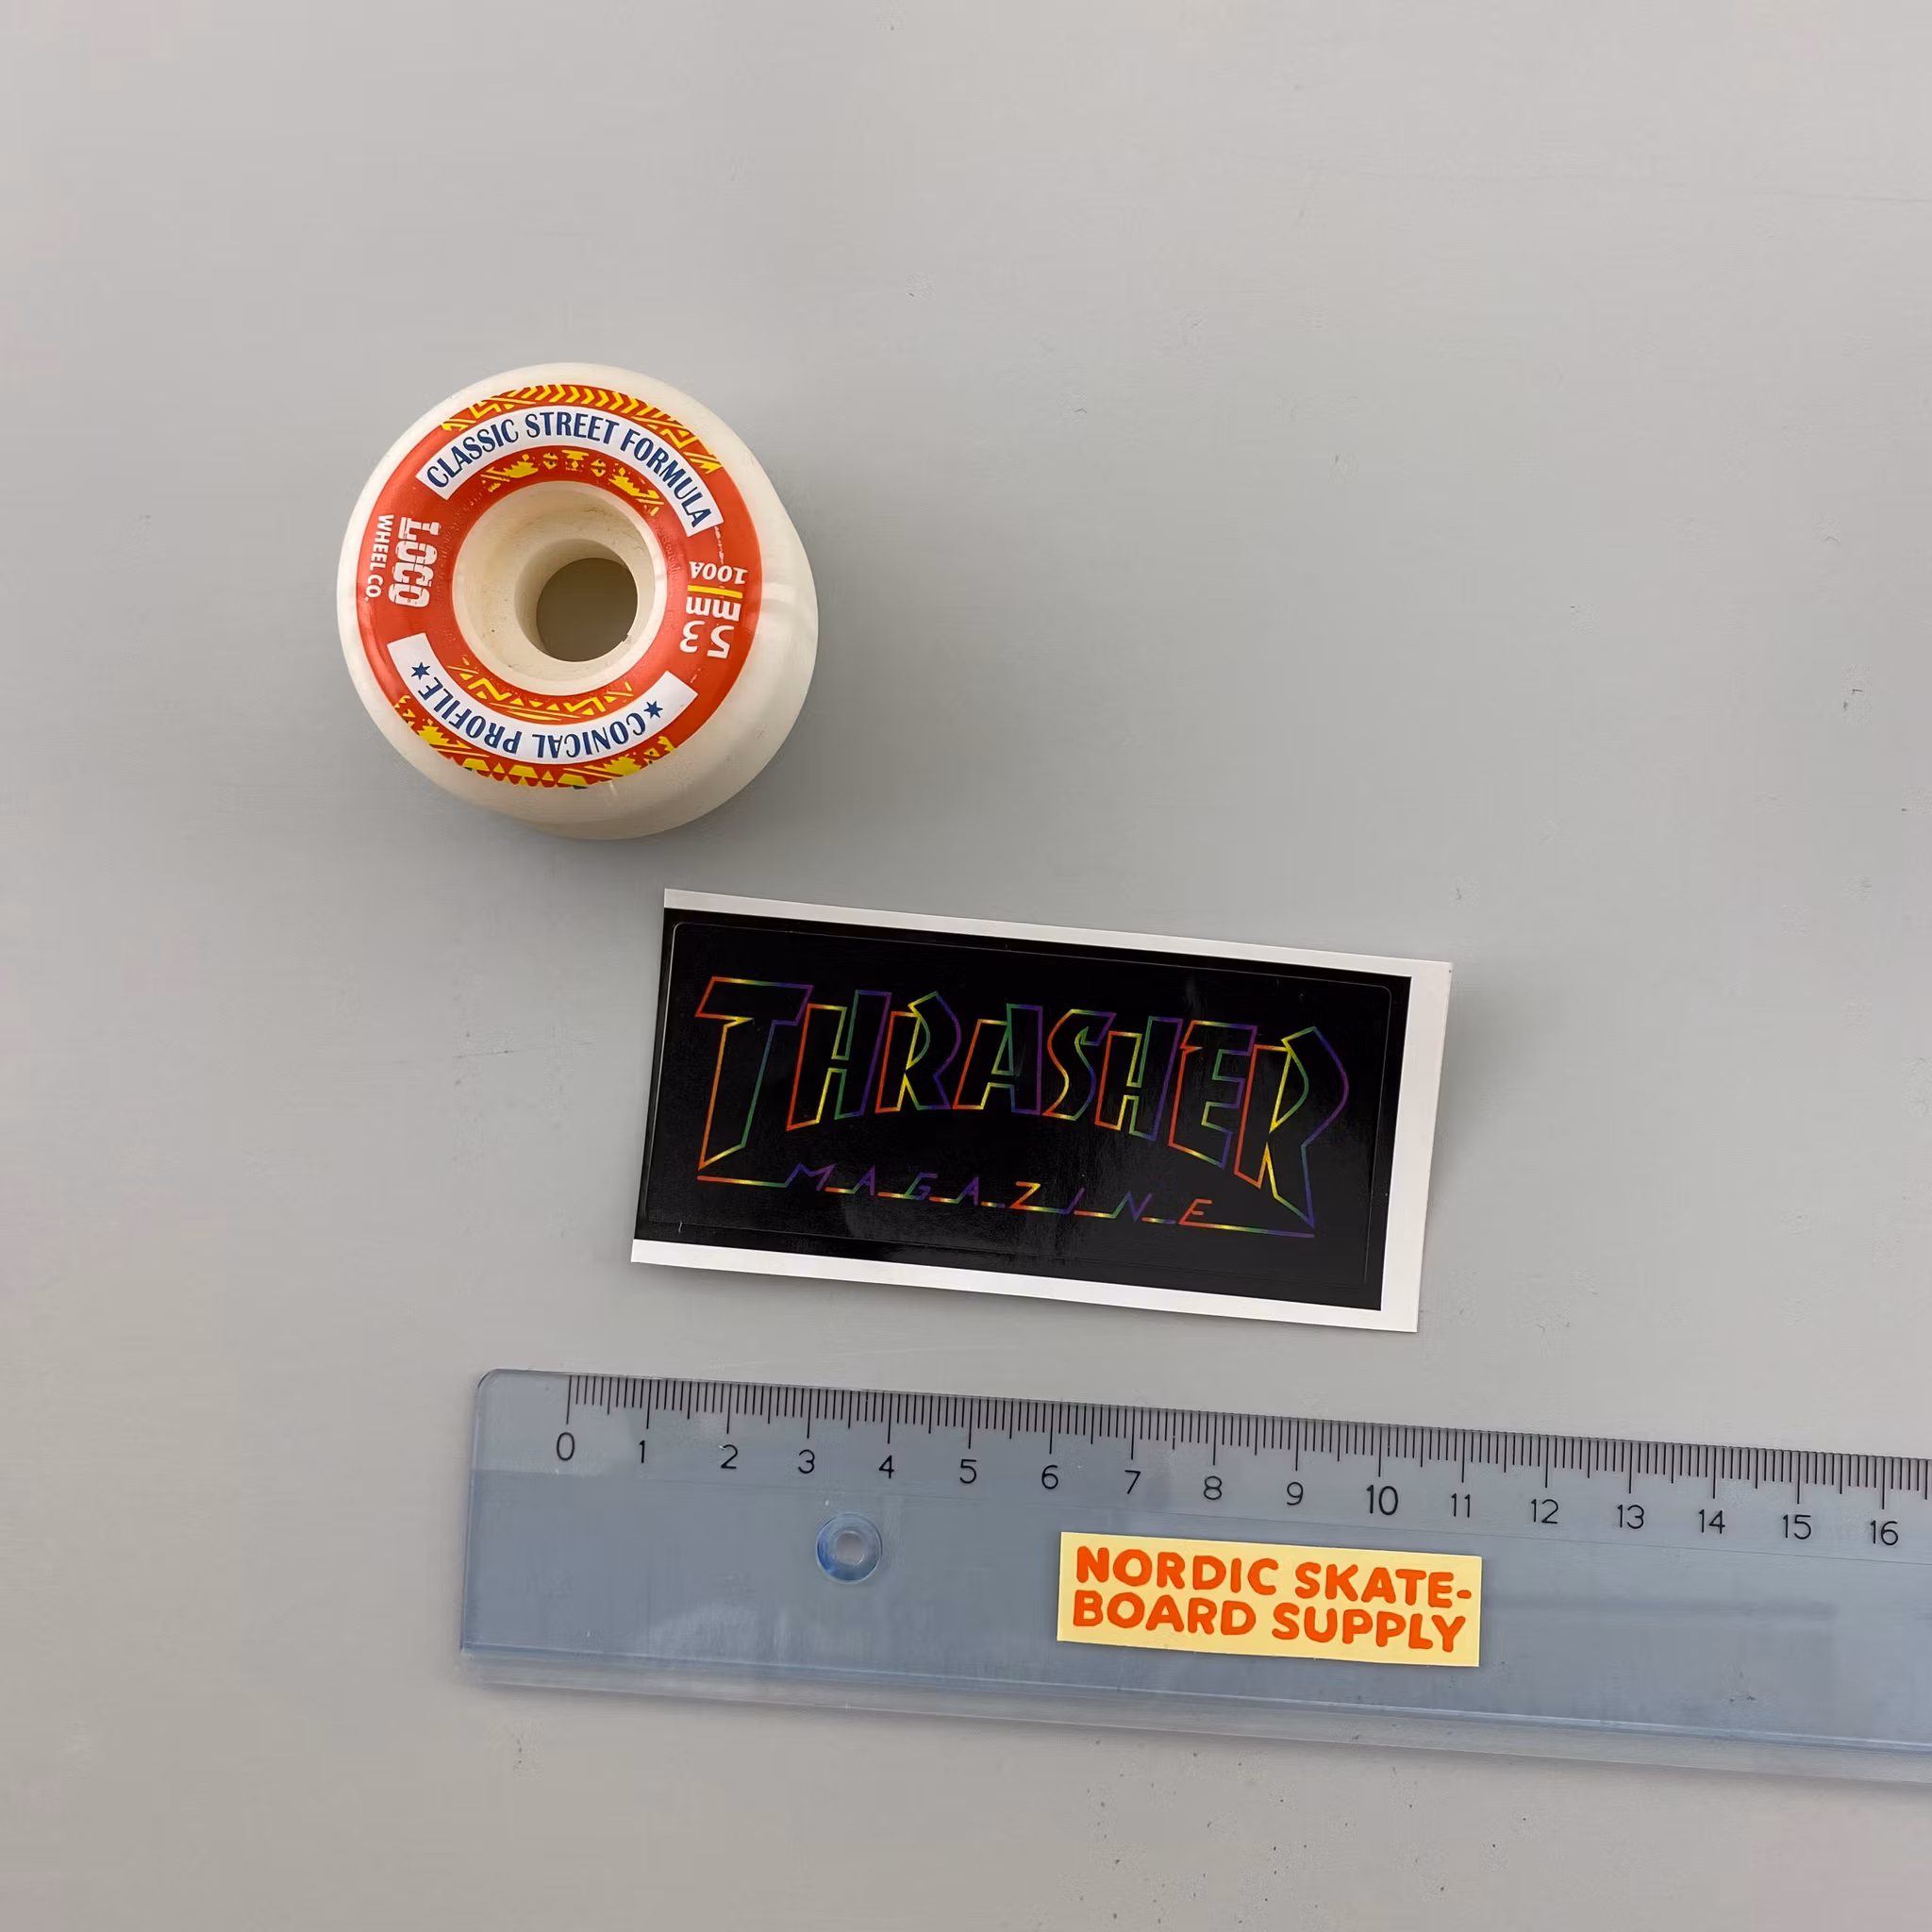 CLASSIC STREET FORMULA
LOCO
WHEEL CO.
100A
53
mm
★ CONICAL PROFILE ★
THRASHER
MAGAZINE
0 1 2 3 4 5 6 7 8 9 10 11 12 13 14 15 16
NORDIC SKATE-
BOARD SUPPLY